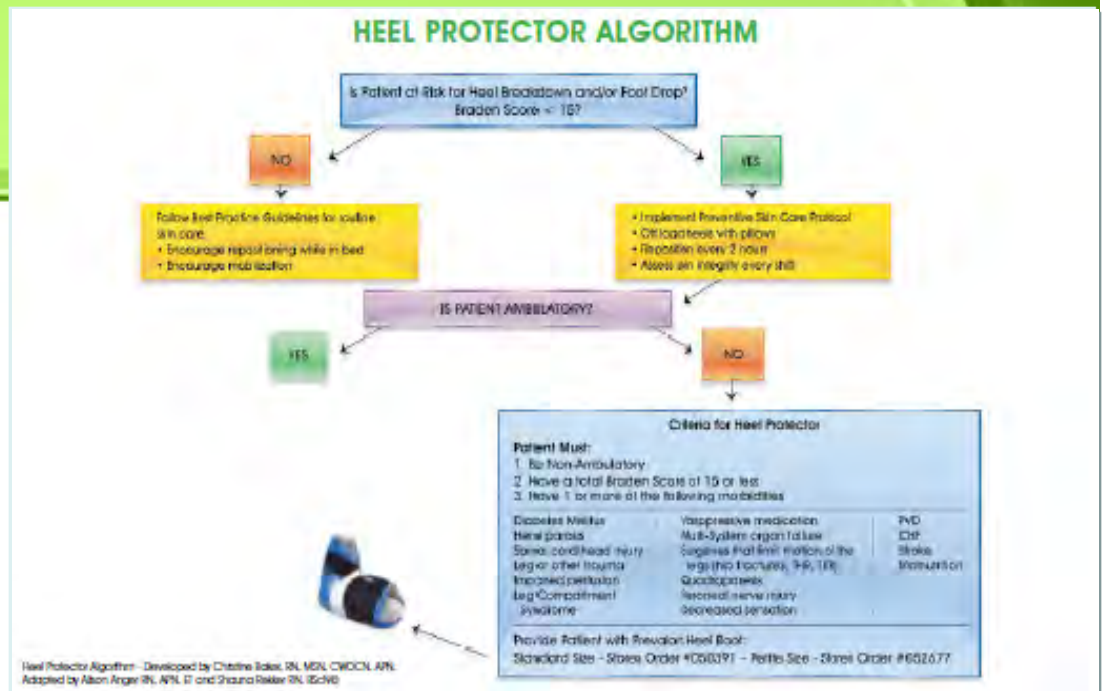 HEEL PROTECTOR ALGORITHM
Is Patient at Risk for Heel Breakdown and/or Foot Drop?
Braden Score < 15?
NO
YES
Follow Best Practice Guidelines for routine
skin care
• Encourage repositioning while in bed
• Encourage mobilization
• Implement Preventive Skin Care Protocol
• Off load heels with pillows
• Reposition every 2 hours
• Assess skin integrity every shift
IS PATIENT AMBULATORY?
YES
NO
Criteria for Heel Protector
Patient Must:
1. Be Non-Ambulatory
2. Have a total Braden Score of 15 or less
3. Have 1 or more of the following morbidities
Diabetes Mellitus
Hemiparesis
Spinal cord/head injury
Leg or other trauma
Impaired perfusion
Leg Compartment
Syndrome
Vasopressive medication
Multi-System organ failure
Surgeries that limit motion of the
legs (hip fractures, THR, TKR)
Quadriparesis
Peroneal nerve injury
Decreased sensation
PVD
CHF
Stroke
Malnutrition
Provide Patient with Prevalon Heel Boot:
Standard Size - Stores Order #050391 – Petite Size - Stores Order #052677
Heel Protector Algorithm - Developed by Christine Baker, RN, MSN, CWOCN, APN.
Adapted by Alison Anger RN, APN, ET and Shauna Rekker RN, BScN